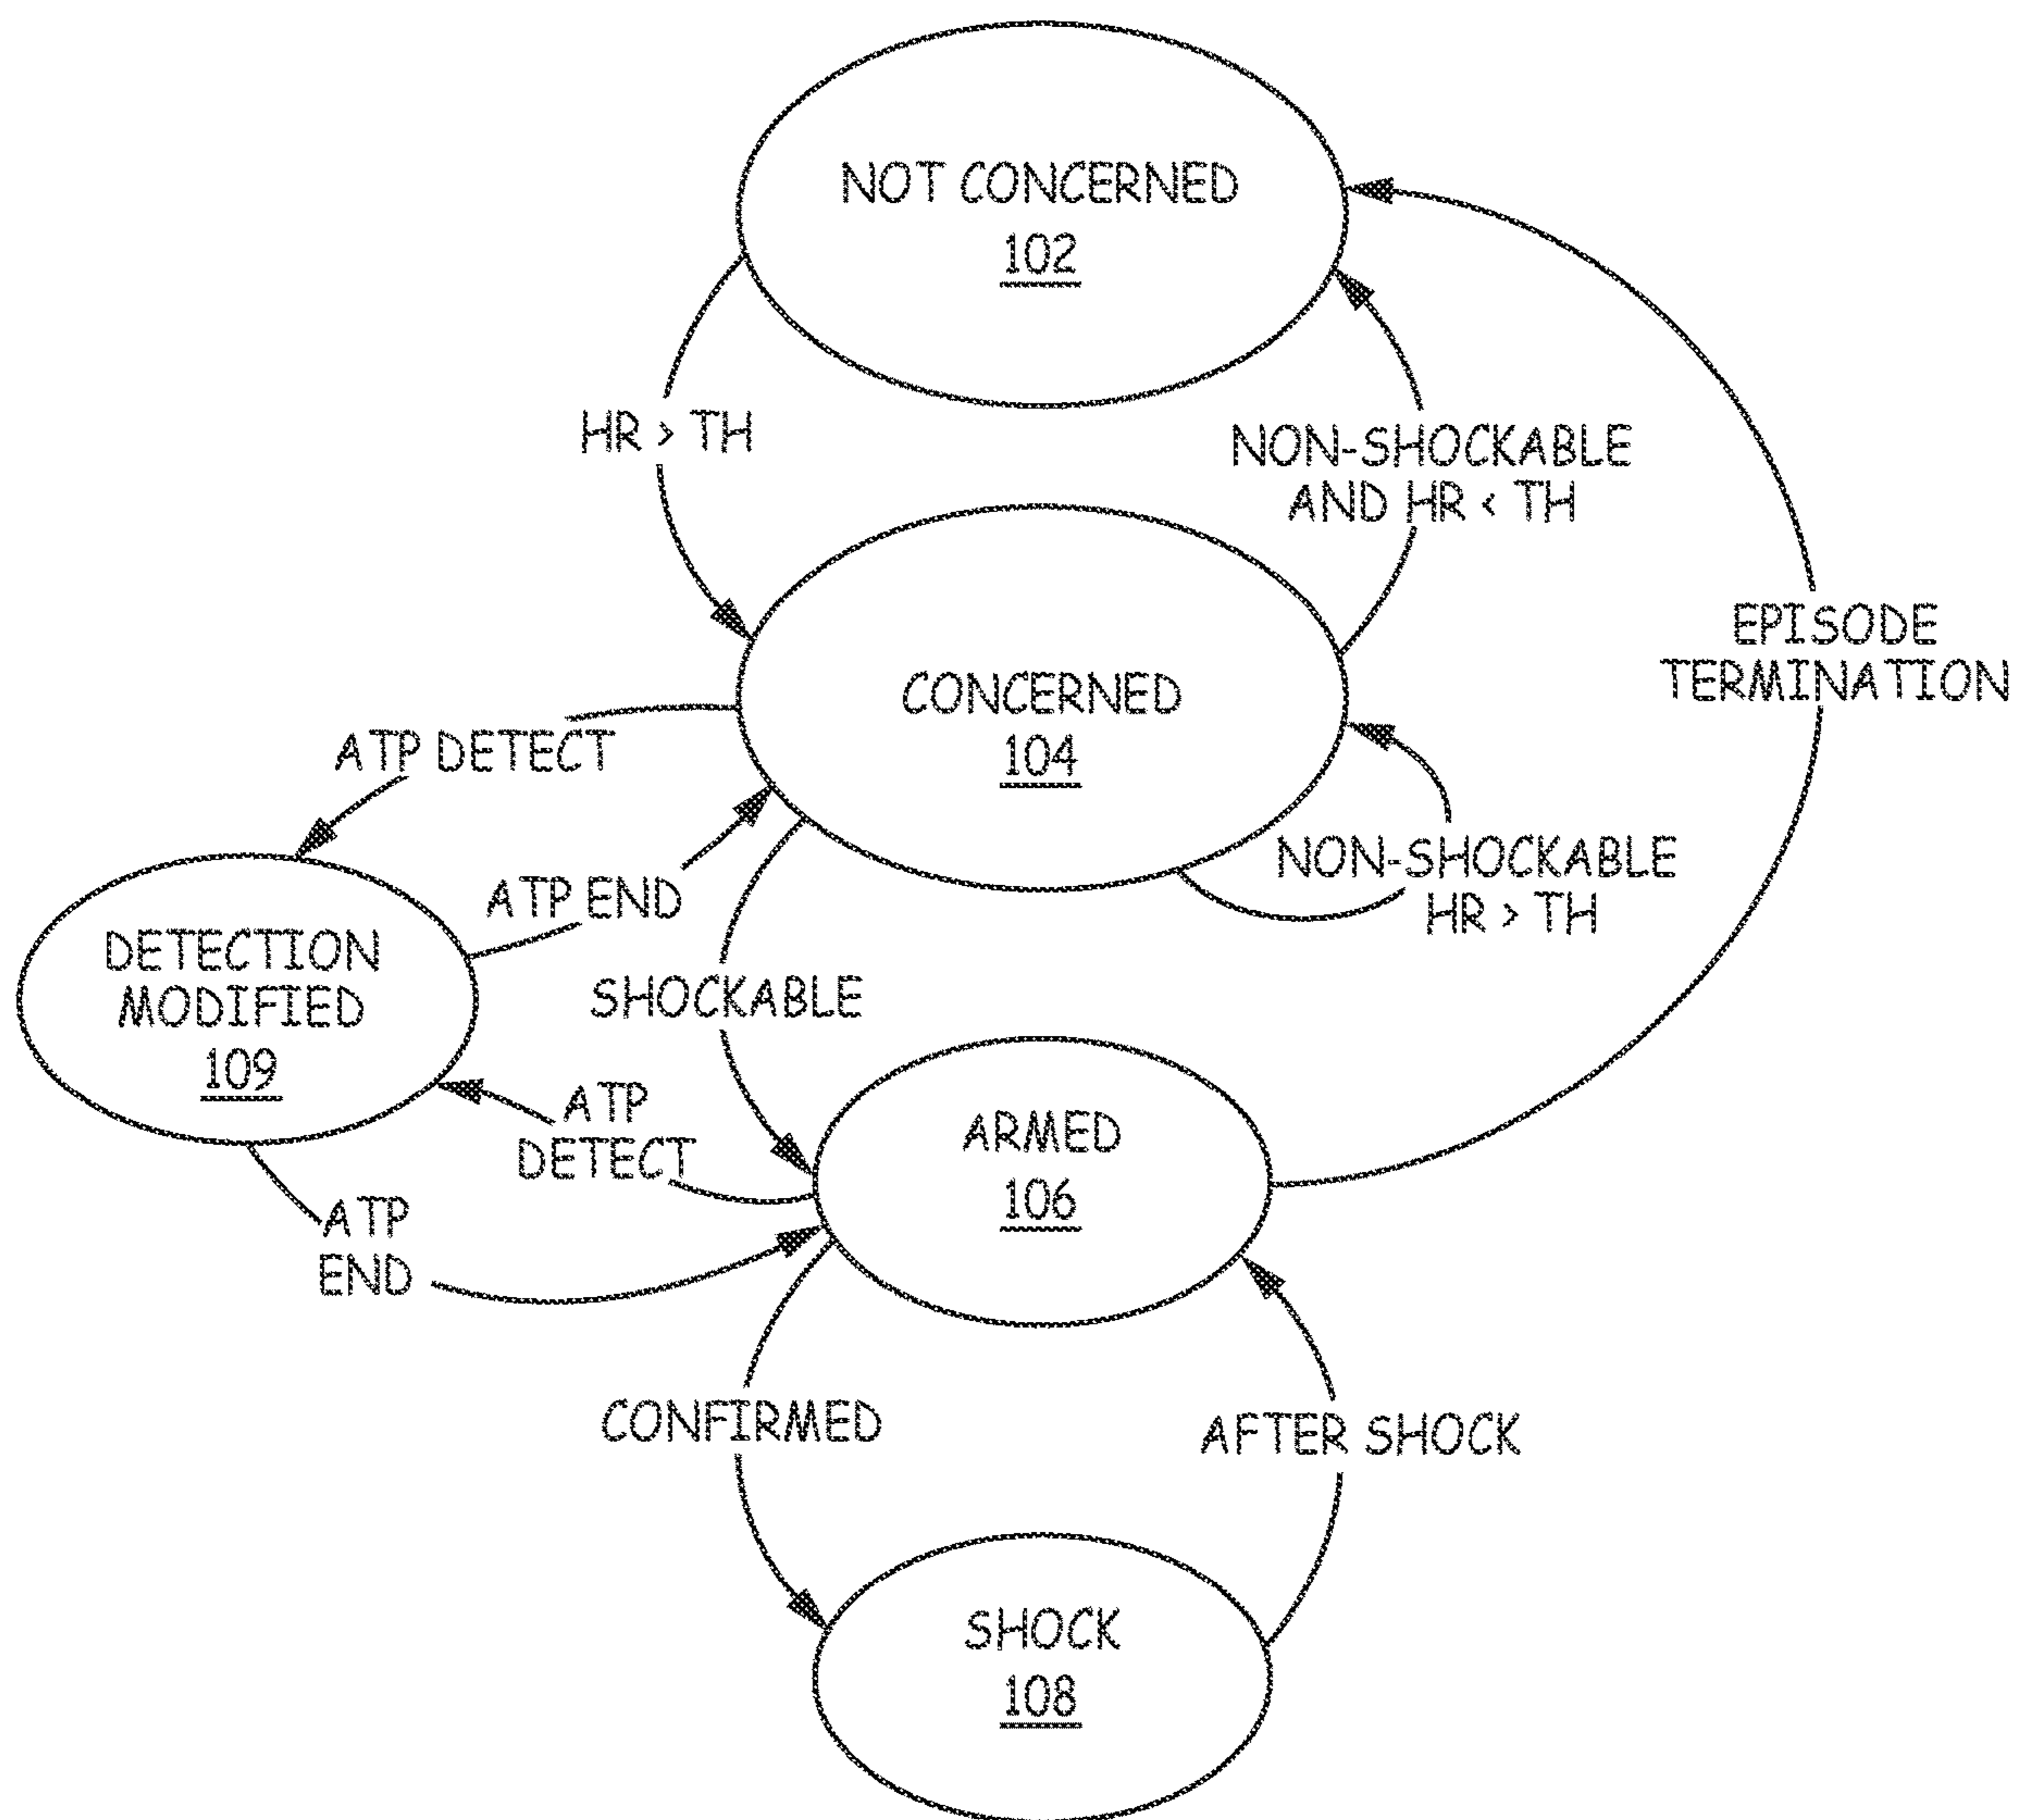 NOT CONCERNED
102
HR > TH
NON-SHOCKABLE
AND HR < TH
EPISODE
TERMINATION
CONCERNED
104
ATP DETECT
NON-SHOCKABLE
HR > TH
ATP END
DETECTION
MODIFIED
109
SHOCKABLE
ATP
DETECT
ARMED
106
ATP
END
CONFIRMED
AFTER SHOCK
SHOCK
108